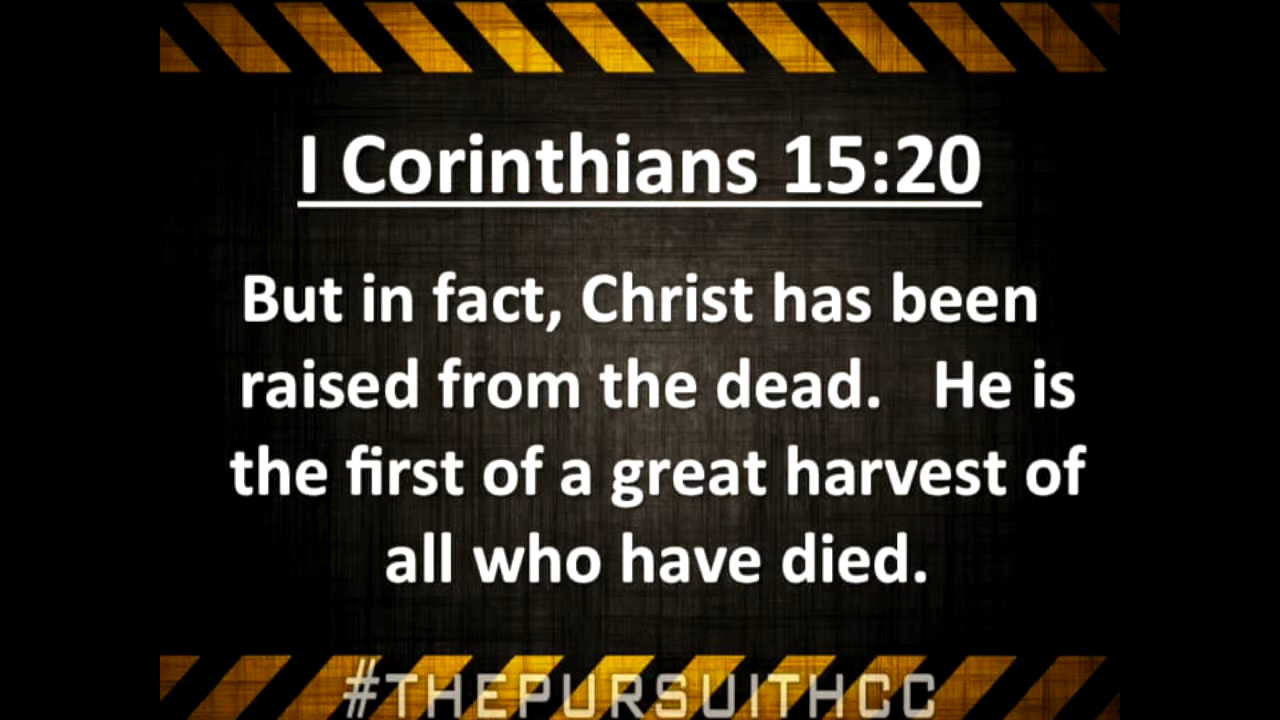 I Corinthians 15:20
But in fact, Christ has been
raised from the dead.   He is
the first of a great harvest of
all who have died.
#THEPURSUITHCC